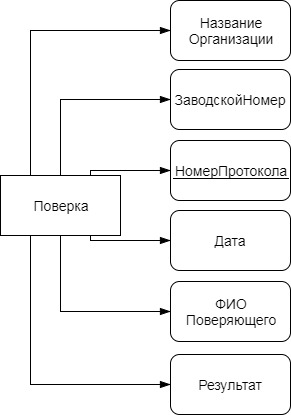 Название
Организации
ЗаводскойНомер
НомерПротокола
Поверка
Дата
ФИО
Поверяющего
Результат